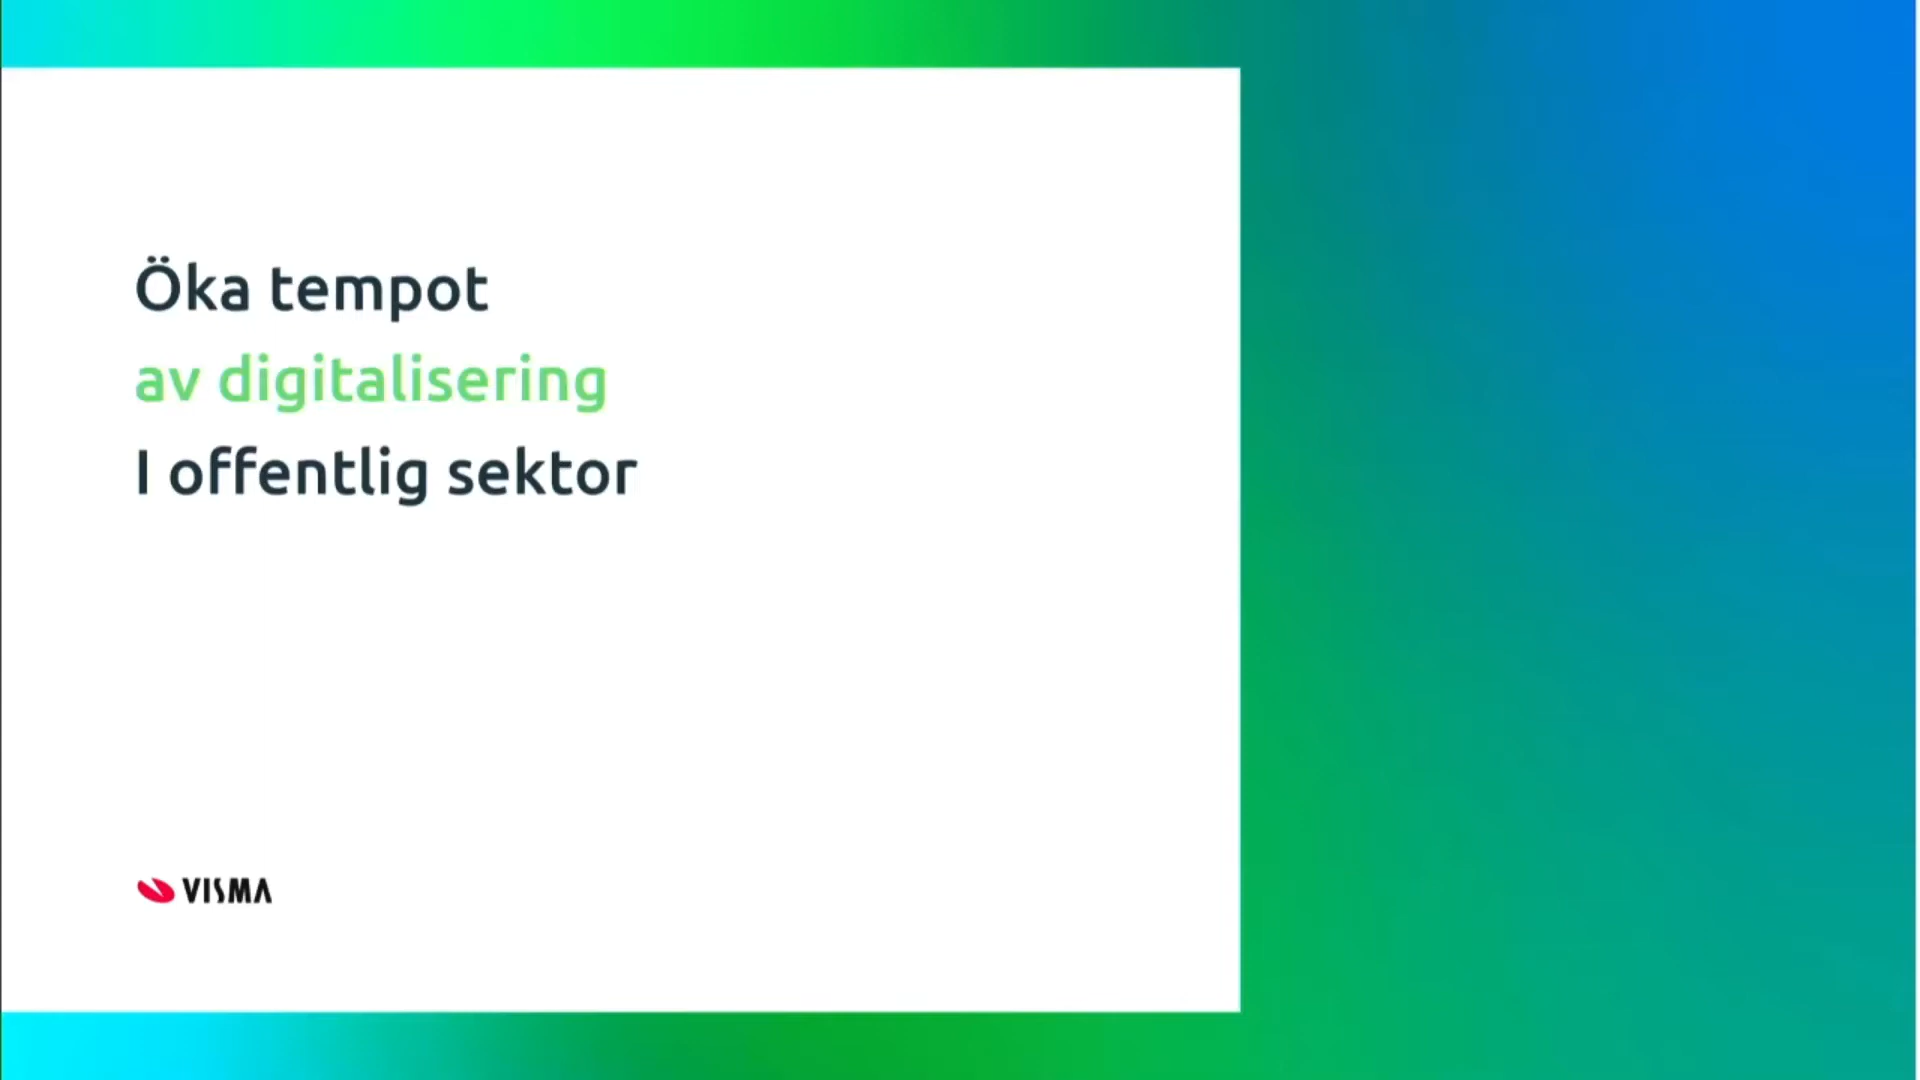 Öka tempot
av digitalisering
I offentlig sektor
VISMA